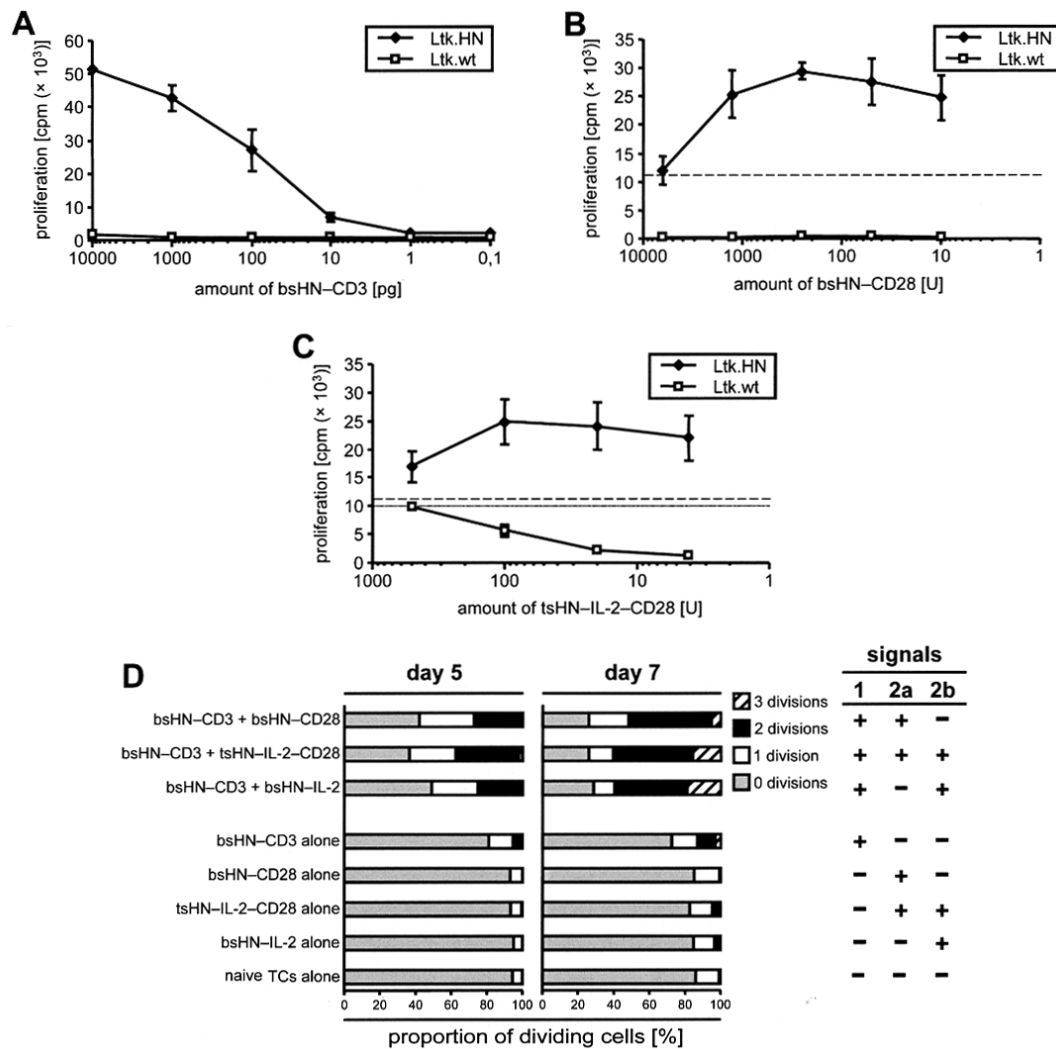 A
60
50
40
30
20
10
0
proliferation [cpm (× 10³)]
Ltk.HN
Ltk.wt
10000 1000 100 10 1 0,1
amount of bsHN–CD3 [pg]
B
35
30
25
20
15
10
5
0
proliferation [cpm (× 10³)]
Ltk.HN
Ltk.wt
10000 1000 100 10 1
amount of bsHN–CD28 [U]
C
35
30
25
20
15
10
5
0
proliferation [cpm (× 10³)]
Ltk.HN
Ltk.wt
1000 100 10 1
amount of tsHN–IL-2–CD28 [U]
D
day 5 day 7
signals
1 2a 2b
3 divisions
2 divisions
1 division
0 divisions
bsHN–CD3 + bsHN–CD28 + + –
bsHN–CD3 + tsHN–IL-2–CD28 + + +
bsHN–CD3 + bsHN–IL-2 + – +
bsHN–CD3 alone + – –
bsHN–CD28 alone – + –
tsHN–IL-2–CD28 alone – + +
bsHN–IL-2 alone – – +
naive TCs alone – – –
0 20 40 60 80 100 0 20 40 60 80 100
proportion of dividing cells [%]